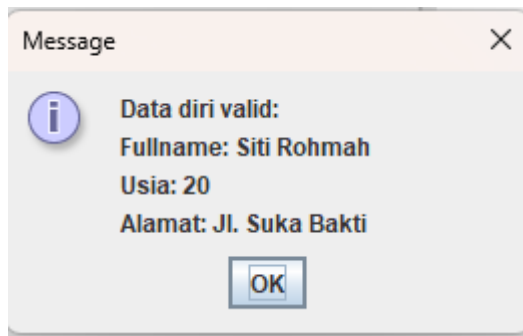 Message
Data diri valid:
Fullname: Siti Rohmah
Usia: 20
Alamat: Jl. Suka Bakti
OK